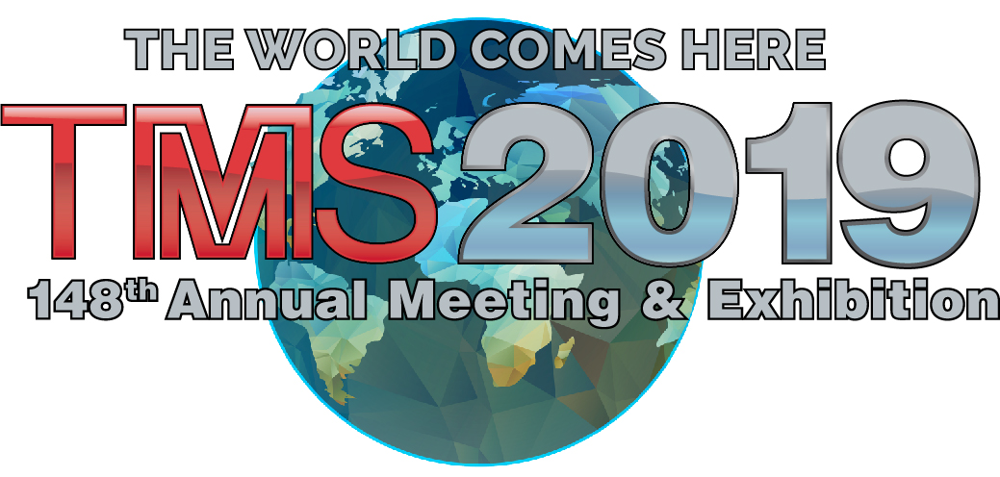 THE WORLD COMES HERE
TMS2019
148th Annual Meeting & Exhibition